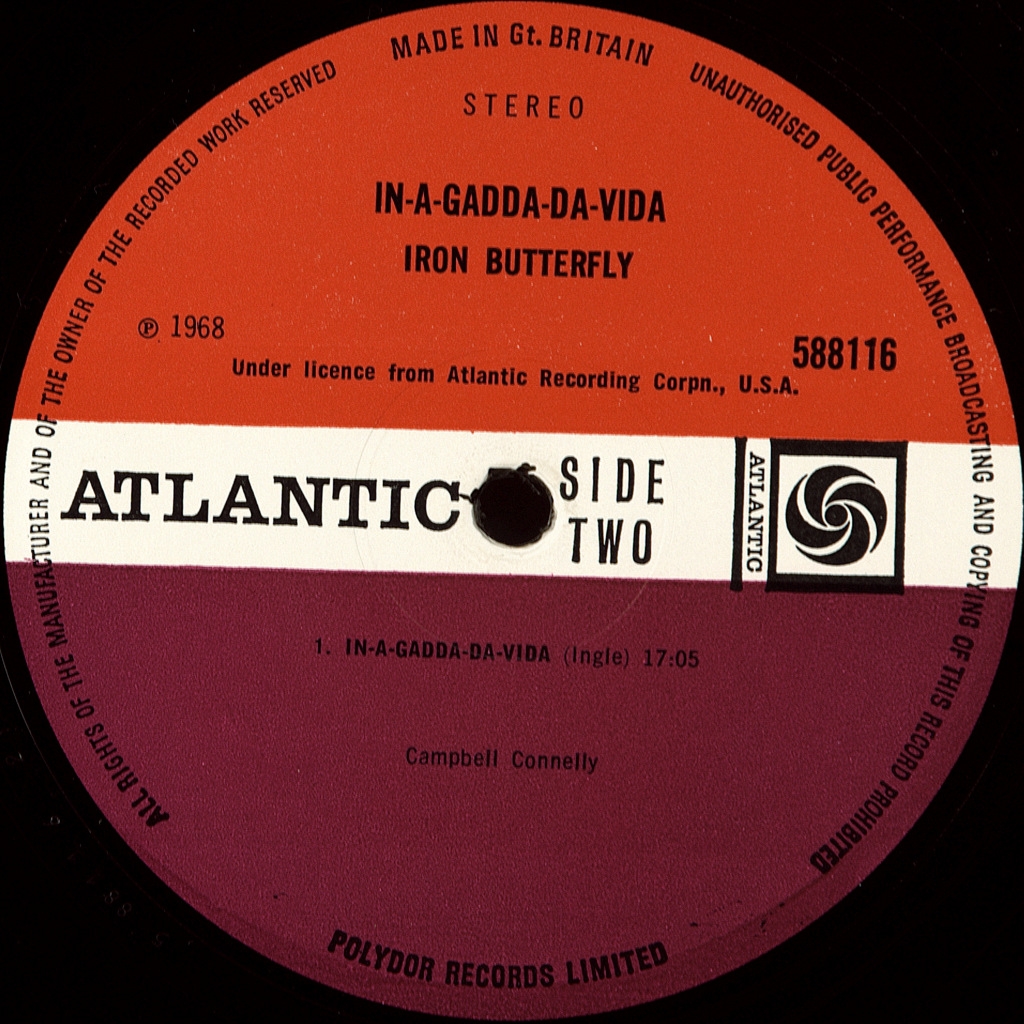 MADE IN Gt. BRITAIN
ALL RIGHTS OF THE MANUFACTURER AND OF THE OWNER OF THE RECORDED WORK RESERVED
UNAUTHORISED PUBLIC PERFORMANCE BROADCASTING AND COPYING OF THIS RECORD PROHIBITED
STEREO
IN-A-GADDA-DA-VIDA
IRON BUTTERFLY
℗ 1968
588116
Under licence from Atlantic Recording Corpn., U.S.A.
ATLANTIC
SIDE
TWO
ATLANTIC
1. IN-A-GADDA-DA-VIDA (Ingle) 17:05
Campbell Connelly
POLYDOR RECORDS LIMITED